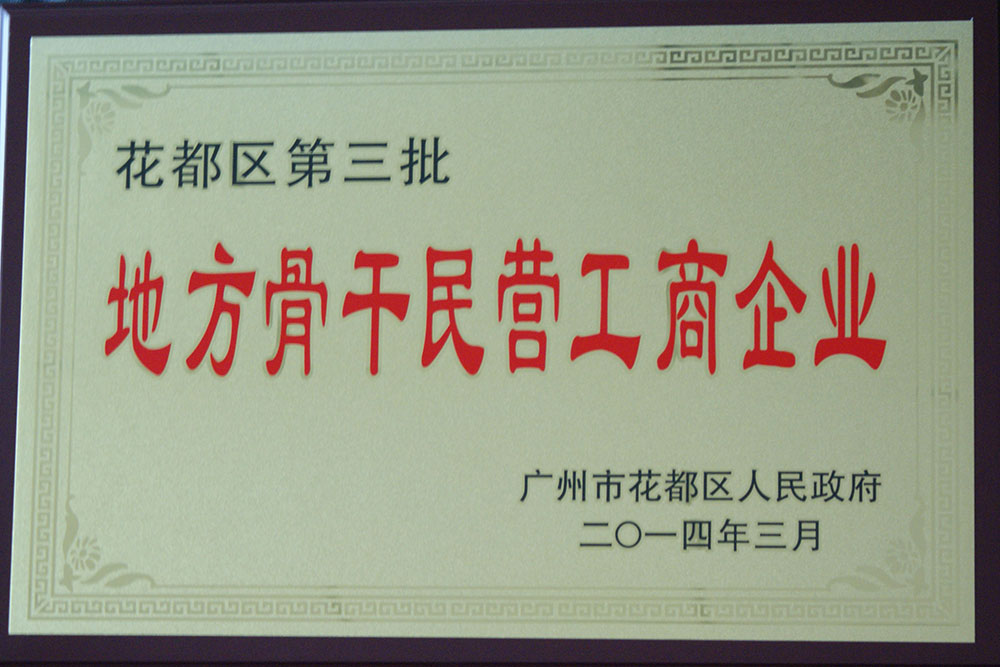 花都区第三批
地方骨干民营工商企业
广州市花都区人民政府
二〇一四年三月